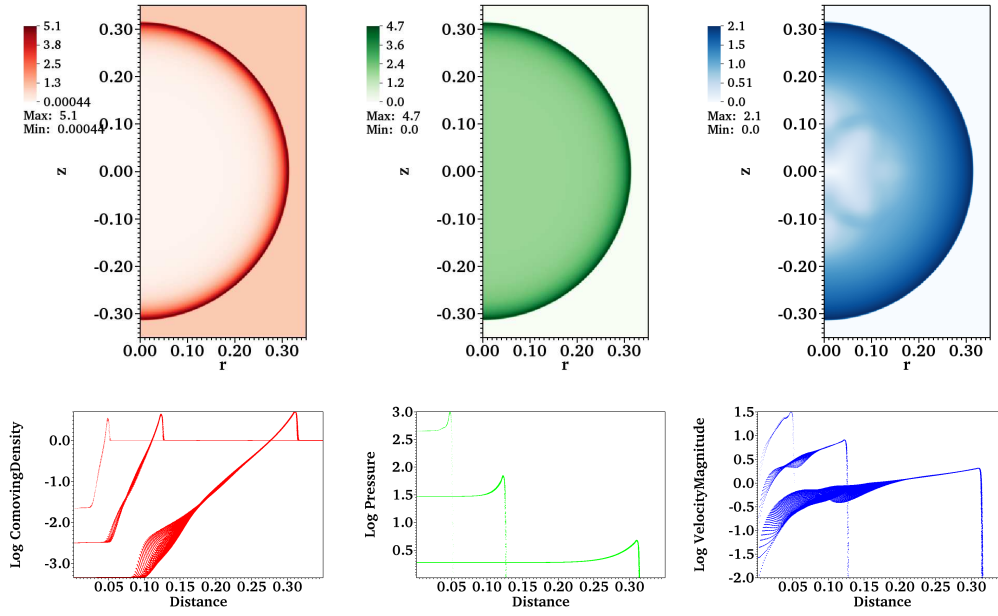 5.1
3.8
2.5
1.3
0.00044
Max: 5.1
Min: 0.00044
z
0.30
0.20
0.10
0.00
-0.10
-0.20
-0.30
0.00 0.10 0.20 0.30
r
4.7
3.6
2.4
1.2
0.0
Max: 4.7
Min: 0.0
z
0.30
0.20
0.10
0.00
-0.10
-0.20
-0.30
0.00 0.10 0.20 0.30
r
2.1
1.5
1.0
0.51
0.0
Max: 2.1
Min: 0.0
z
0.30
0.20
0.10
0.00
-0.10
-0.20
-0.30
0.00 0.10 0.20 0.30
r
Log ComovingDensity
0.0
-1.0
-2.0
-3.0
0.05 0.10 0.15 0.20 0.25 0.30
Distance
Log Pressure
3.0
2.5
2.0
1.5
1.0
0.5
0.05 0.10 0.15 0.20 0.25 0.30
Distance
Log VelocityMagnitude
1.5
1.0
0.5
0.0
-0.5
-1.0
-1.5
-2.0
0.05 0.10 0.15 0.20 0.25 0.30
Distance